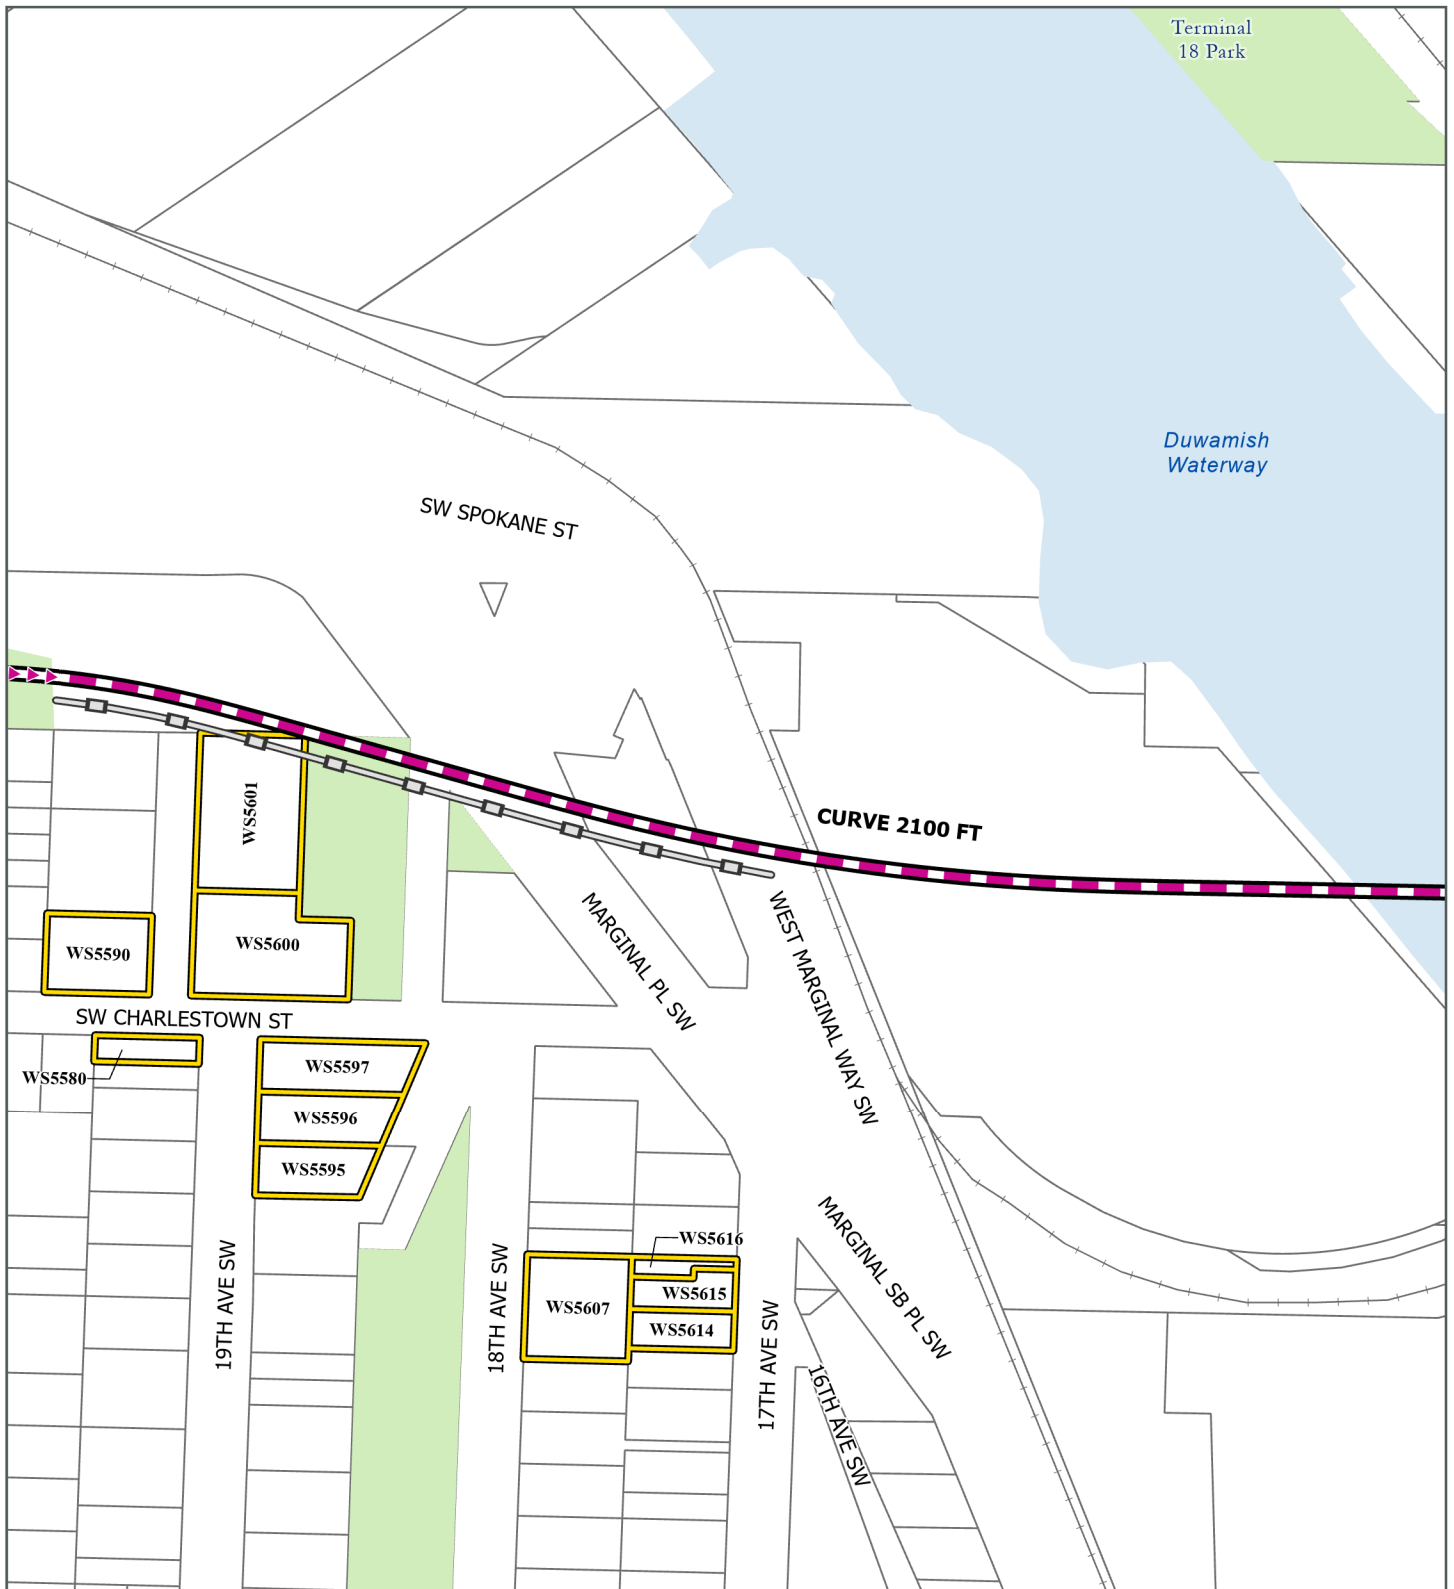 Terminal
18 Park
Duwamish
Waterway
SW SPOKANE ST
WS5601
CURVE 2100 FT
WS5590
WS5600
MARGINAL PL SW
WEST MARGINAL WAY SW
SW CHARLESTOWN ST
WS5580
WS5597
WS5596
WS5595
MARGINAL SB PL SW
WS5616
WS5607
WS5615
WS5614
19TH AVE SW
18TH AVE SW
17TH AVE SW
16TH AVE SW